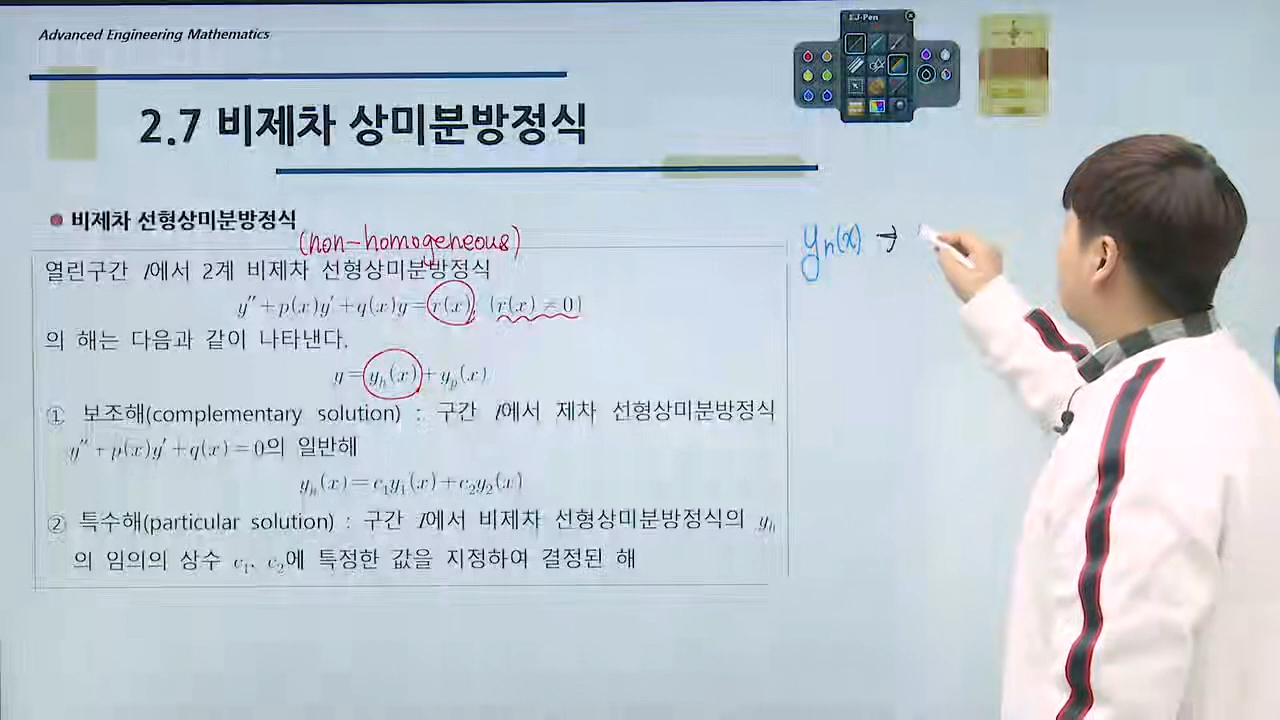 Advanced Engineering Mathematics
EJ-Pen
2.7 비제차 상미분방정식
비제차 선형상미분방정식
(non-homogeneous)
열린구간 I에서 2계 비제차 선형상미분방정식
y″+p(x)y′+q(x)y=r(x) (r(x)≠0)
의 해는 다음과 같이 나타낸다.
y=y_h(x)+y_p(x)
① 보조해(complementary solution) : 구간 I에서 제차 선형상미분방정식
y″+p(x)y′+q(x)=0의 일반해
y_h(x)=c_1y_1(x)+c_2y_2(x)
② 특수해(particular solution) : 구간 I에서 비제차 선형상미분방정식의 y_h
의 임의의 상수 c_1, c_2에 특정한 값을 지정하여 결정된 해
y_h(x) →